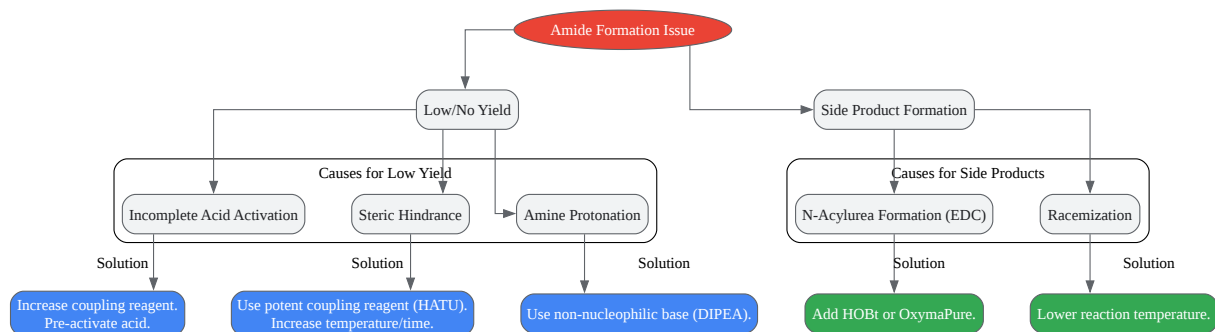 Amide Formation Issue
Low/No Yield
Side Product Formation
Causes for Low Yield
Causes for Side Products
Incomplete Acid Activation
Steric Hindrance
Amine Protonation
N-Acylurea Formation (EDC)
Racemization
Solution
Solution
Solution
Solution
Solution
Increase coupling reagent.
Pre-activate acid.
Use potent coupling reagent (HATU).
Increase temperature/time.
Use non-nucleophilic base (DIPEA).
Add HOBt or OxymaPure.
Lower reaction temperature.